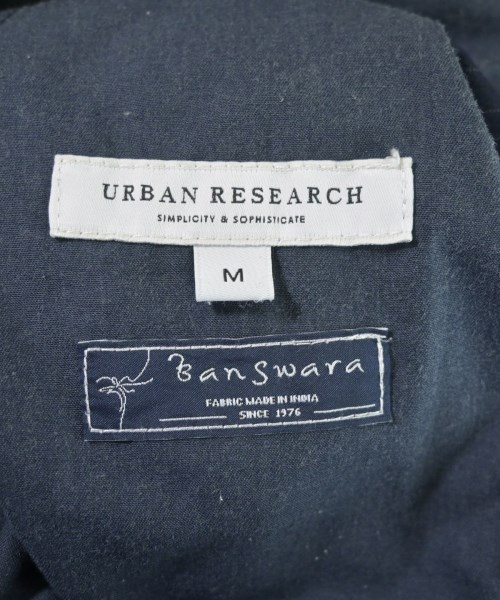 URBAN RESEARCH
SIMPLICITY & SOPHISTICATE
M
Banswara
FABRIC MADE IN INDIA
SINCE 1976